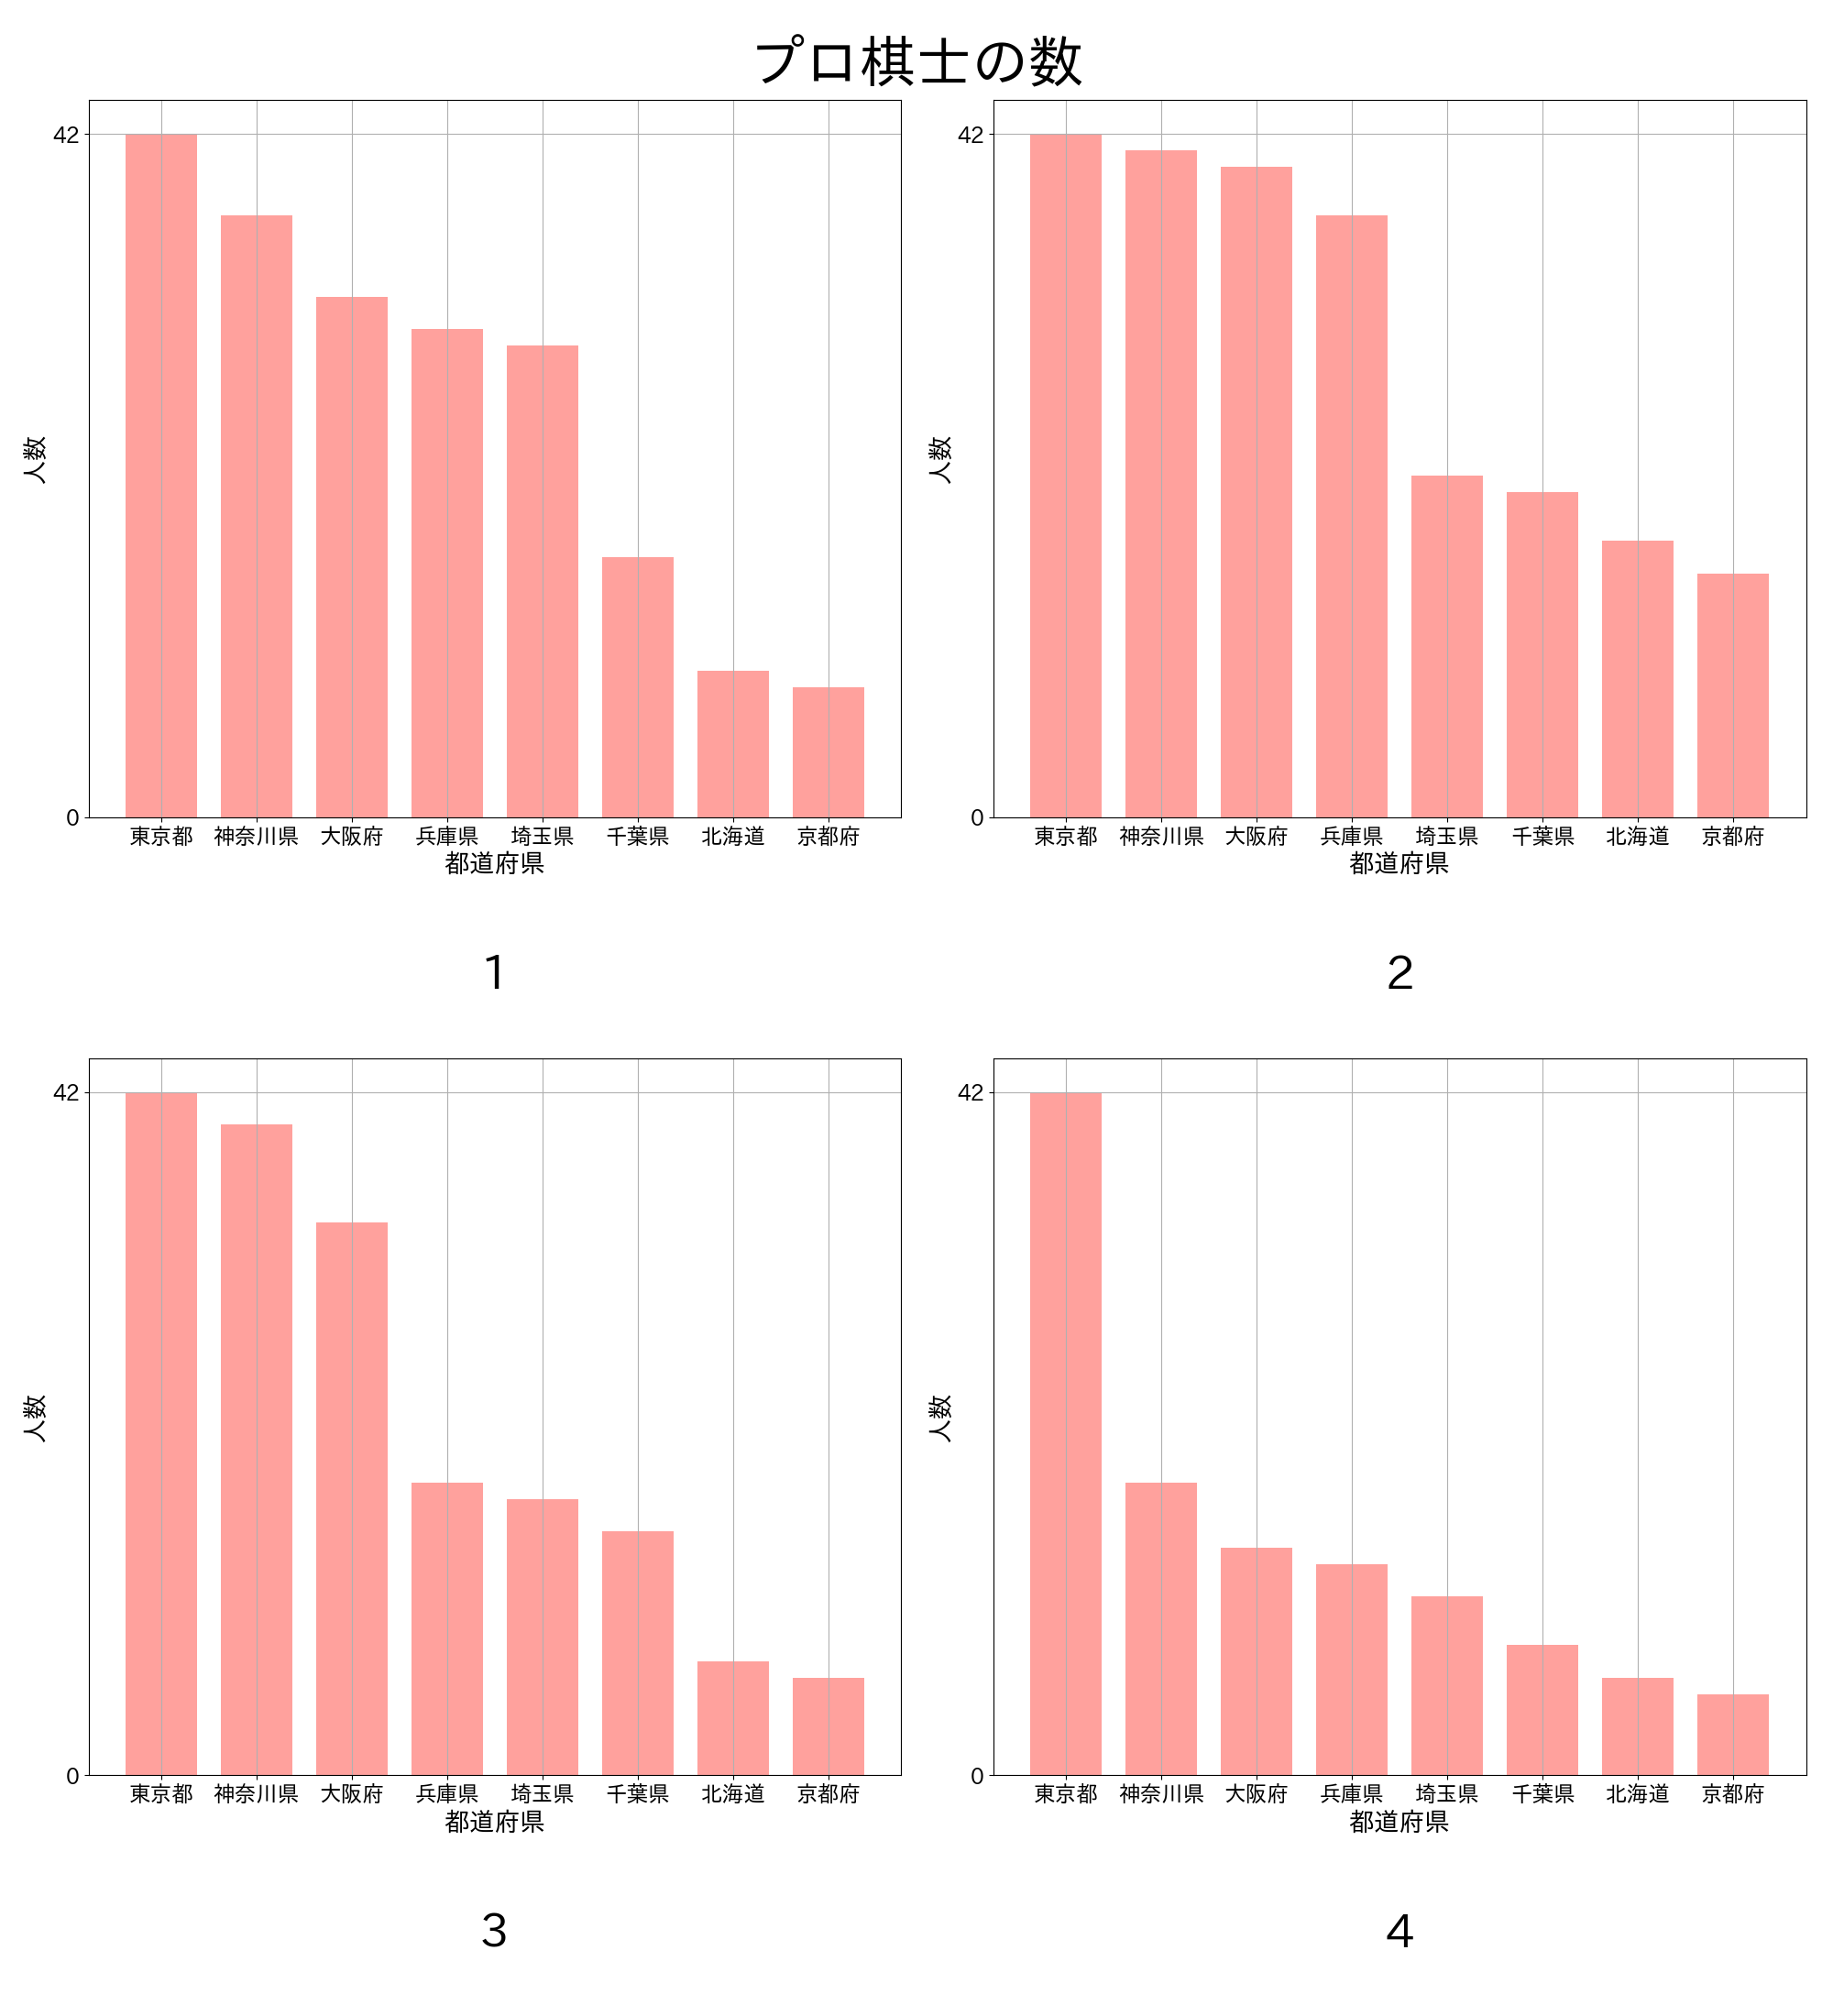 プロ棋士の数
42
0
人数
東京都 神奈川県 大阪府 兵庫県 埼玉県 千葉県 北海道 京都府
都道府県
1
42
0
人数
東京都 神奈川県 大阪府 兵庫県 埼玉県 千葉県 北海道 京都府
都道府県
2
42
0
人数
東京都 神奈川県 大阪府 兵庫県 埼玉県 千葉県 北海道 京都府
都道府県
3
42
0
人数
東京都 神奈川県 大阪府 兵庫県 埼玉県 千葉県 北海道 京都府
都道府県
4